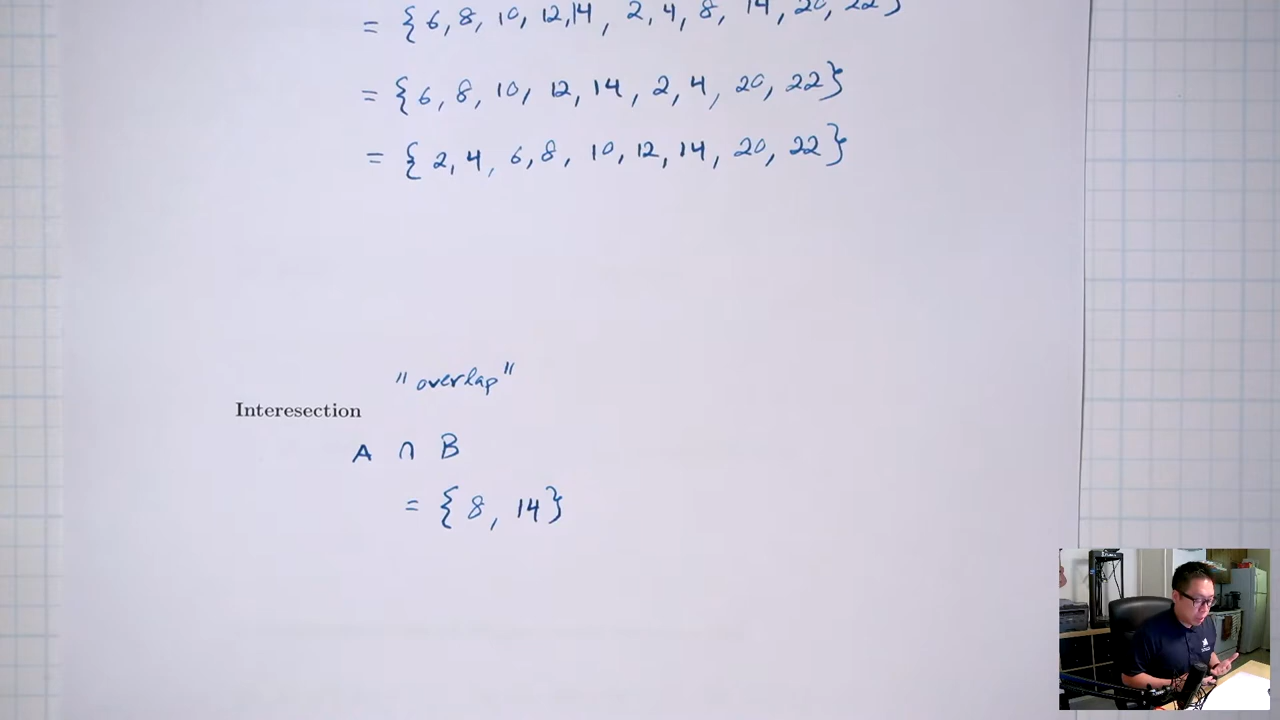 = {6, 8, 10, 12, 14, 2, 4, 8, 14, 20, 22}
= {6, 8, 10, 12, 14, 2, 4, 20, 22}
= {2, 4, 6, 8, 10, 12, 14, 20, 22}
"overlap"
Interesection
A ∩ B
= {8, 14}